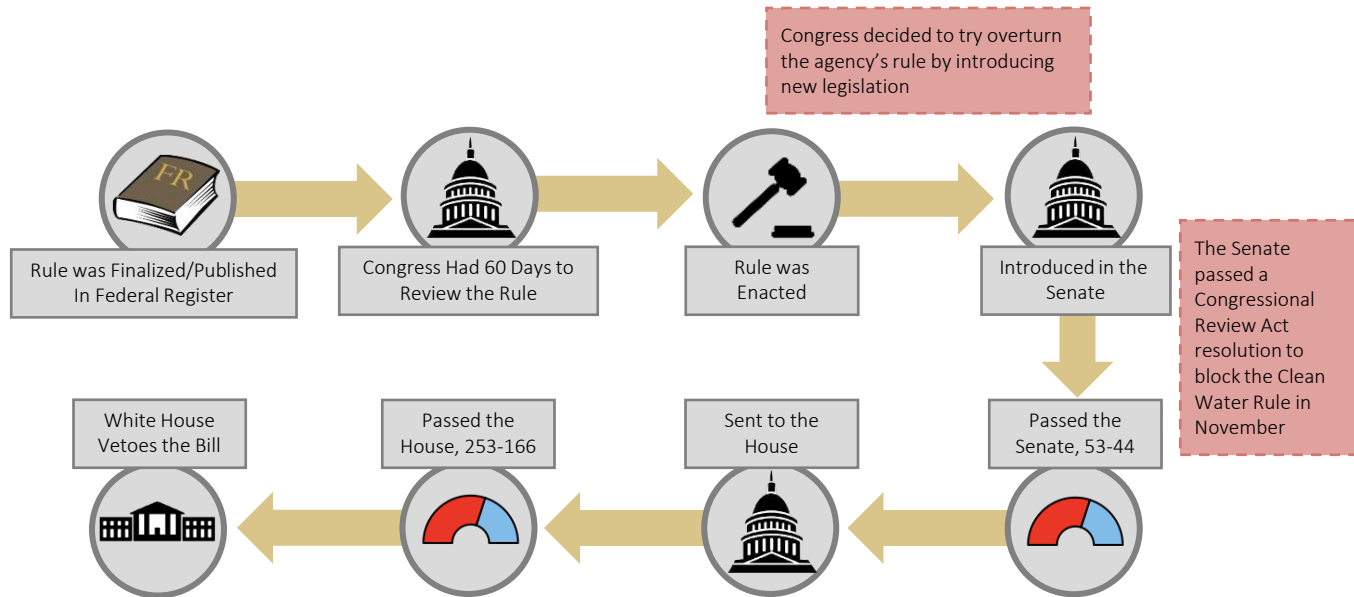 Congress decided to try overturn
the agency's rule by introducing
new legislation
FR
Rule was Finalized/Published
In Federal Register
Congress Had 60 Days to
Review the Rule
Rule was
Enacted
Introduced in the
Senate
The Senate
passed a
Congressional
Review Act
resolution to
block the Clean
Water Rule in
November
White House
Vetoes the Bill
Passed the
House, 253-166
Sent to the
House
Passed the
Senate, 53-44